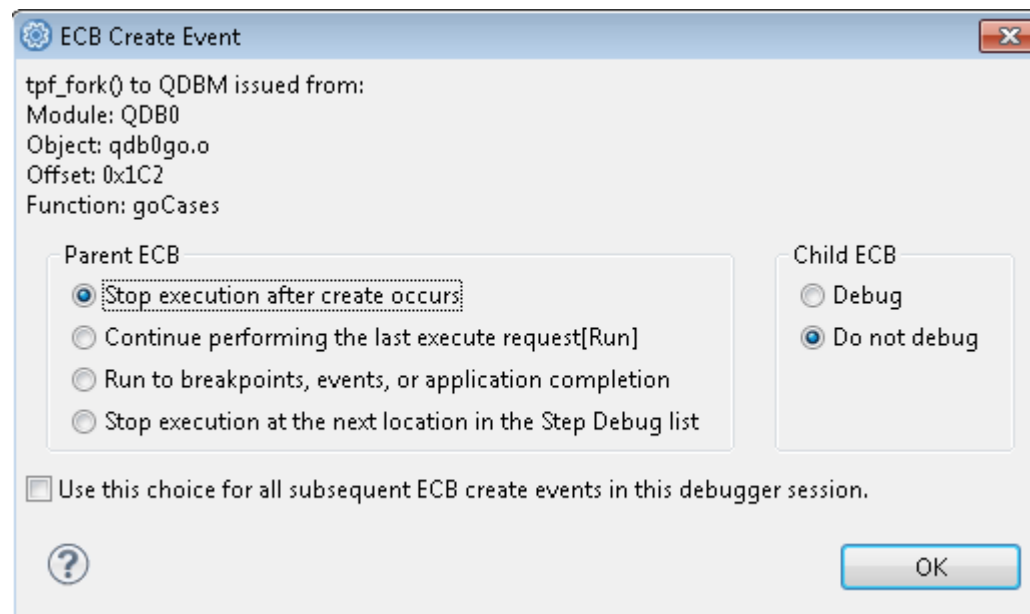 ECB Create Event
tpf_fork() to QDBM issued from:
Module: QDB0
Object: qdb0go.o
Offset: 0x1C2
Function: goCases
Parent ECB
Stop execution after create occurs
Continue performing the last execute request[Run]
Run to breakpoints, events, or application completion
Stop execution at the next location in the Step Debug list
Child ECB
Debug
Do not debug
Use this choice for all subsequent ECB create events in this debugger session.
?
OK